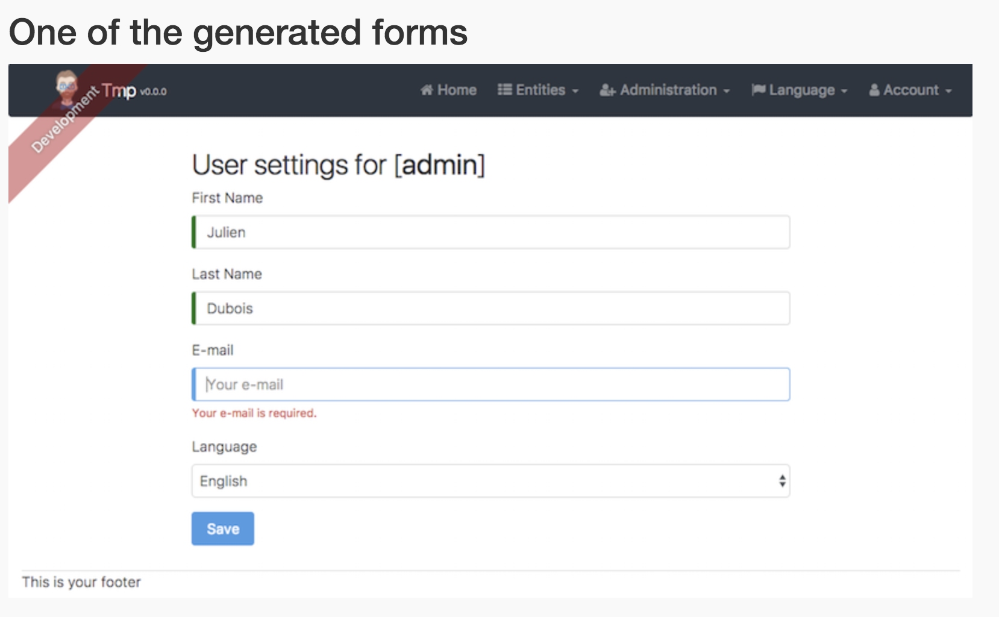 One of the generated forms
Development
Tmp v0.0.0
Home
Entities
Administration
Language
Account
User settings for [admin]
First Name
Julien
Last Name
Dubois
E-mail
Your e-mail
Your e-mail is required.
Language
English
Save
This is your footer